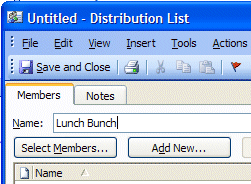 Untitled - Distribution List
File Edit View Insert Tools Actions
Save and Close
Members Notes
Name: Lunch Bunch
Select Members... Add New...
Name